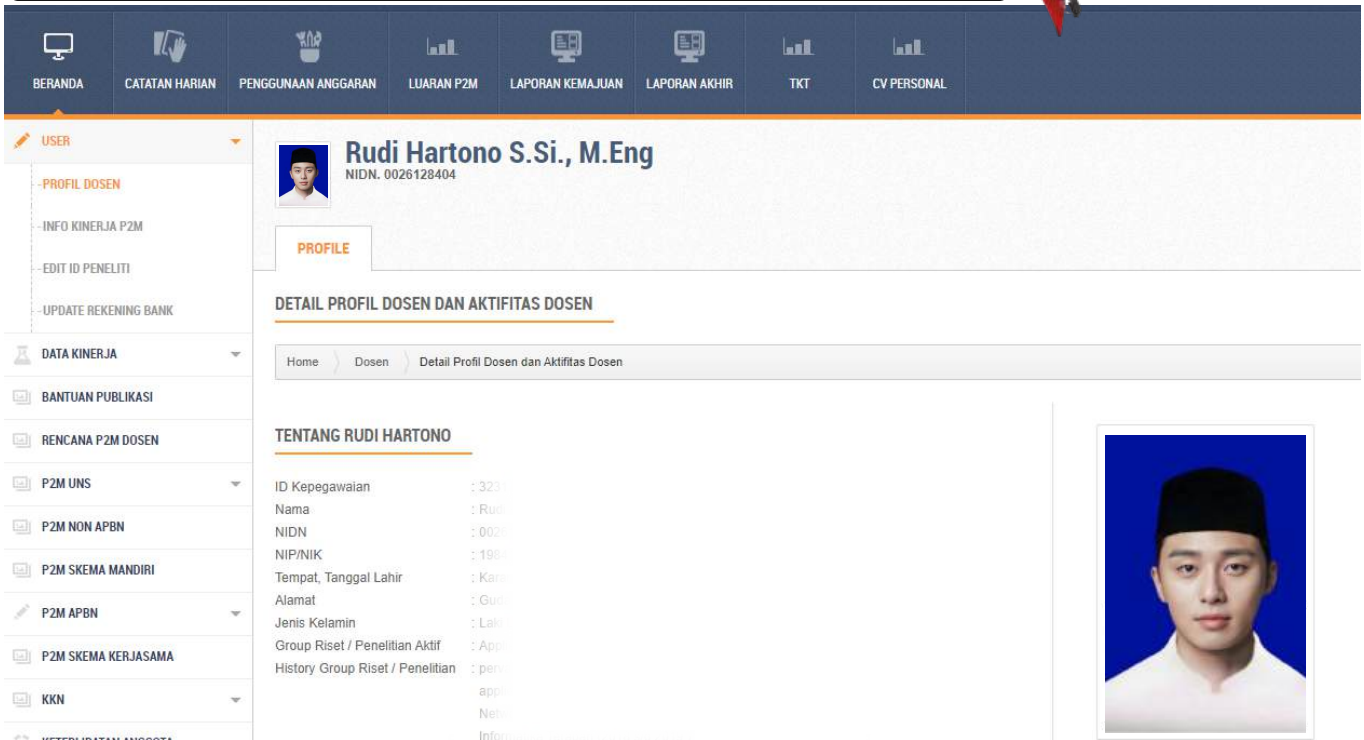 BERANDA
CATATAN HARIAN
PENGGUNAAN ANGGARAN
LUARAN P2M
LAPORAN KEMAJUAN
LAPORAN AKHIR
TKT
CV PERSONAL
USER
-PROFIL DOSEN
-INFO KINERJA P2M
-EDIT ID PENELITI
-UPDATE REKENING BANK
DATA KINERJA
BANTUAN PUBLIKASI
RENCANA P2M DOSEN
P2M UNS
P2M NON APBN
P2M SKEMA MANDIRI
P2M APBN
P2M SKEMA KERJASAMA
KKN
Rudi Hartono S.Si., M.Eng
NIDN. 0026128404
PROFILE
DETAIL PROFIL DOSEN DAN AKTIFITAS DOSEN
Home Dosen Detail Profil Dosen dan Aktifitas Dosen
TENTANG RUDI HARTONO
ID Kepegawaian : 323
Nama :
NIDN : 002
NIP/NIK : 198
Tempat, Tanggal Lahir :
Alamat :
Jenis Kelamin :
Group Riset / Penelitian Aktif :
History Group Riset / Penelitian :